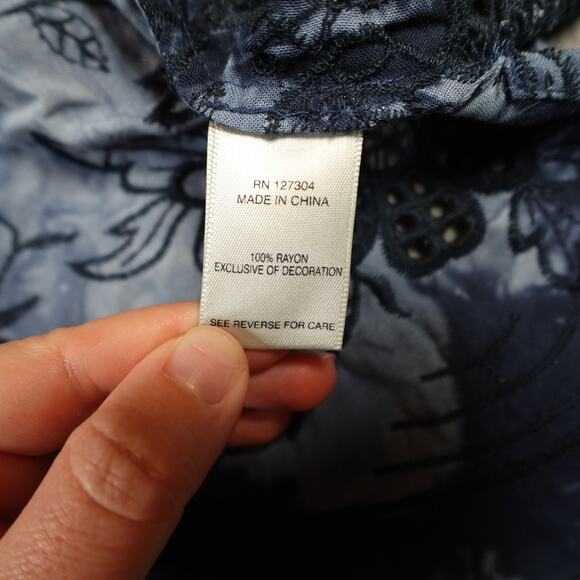 RN 127304
MADE IN CHINA
100% RAYON
EXCLUSIVE OF DECORATION
SEE REVERSE FOR CARE